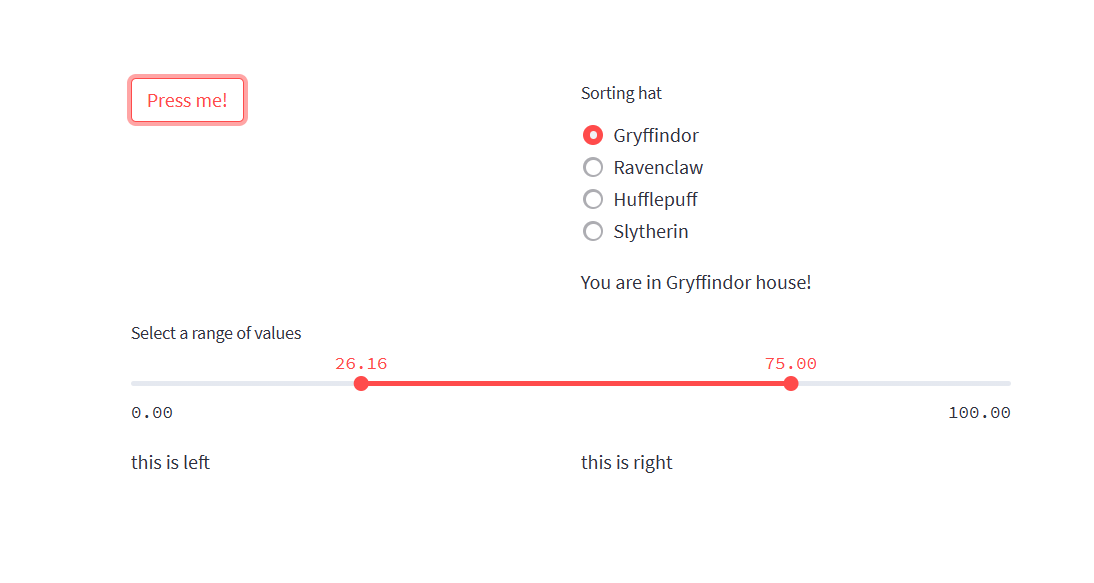 Press me!
Sorting hat
Gryffindor
Ravenclaw
Hufflepuff
Slytherin
You are in Gryffindor house!
Select a range of values
26.16 75.00
0.00 100.00
this is left this is right